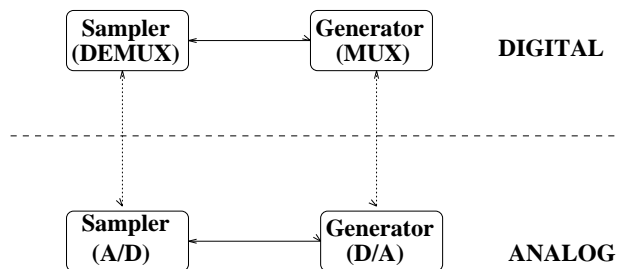 Sampler
(DEMUX)
Generator
(MUX)
DIGITAL
Sampler
(A/D)
Generator
(D/A)
ANALOG